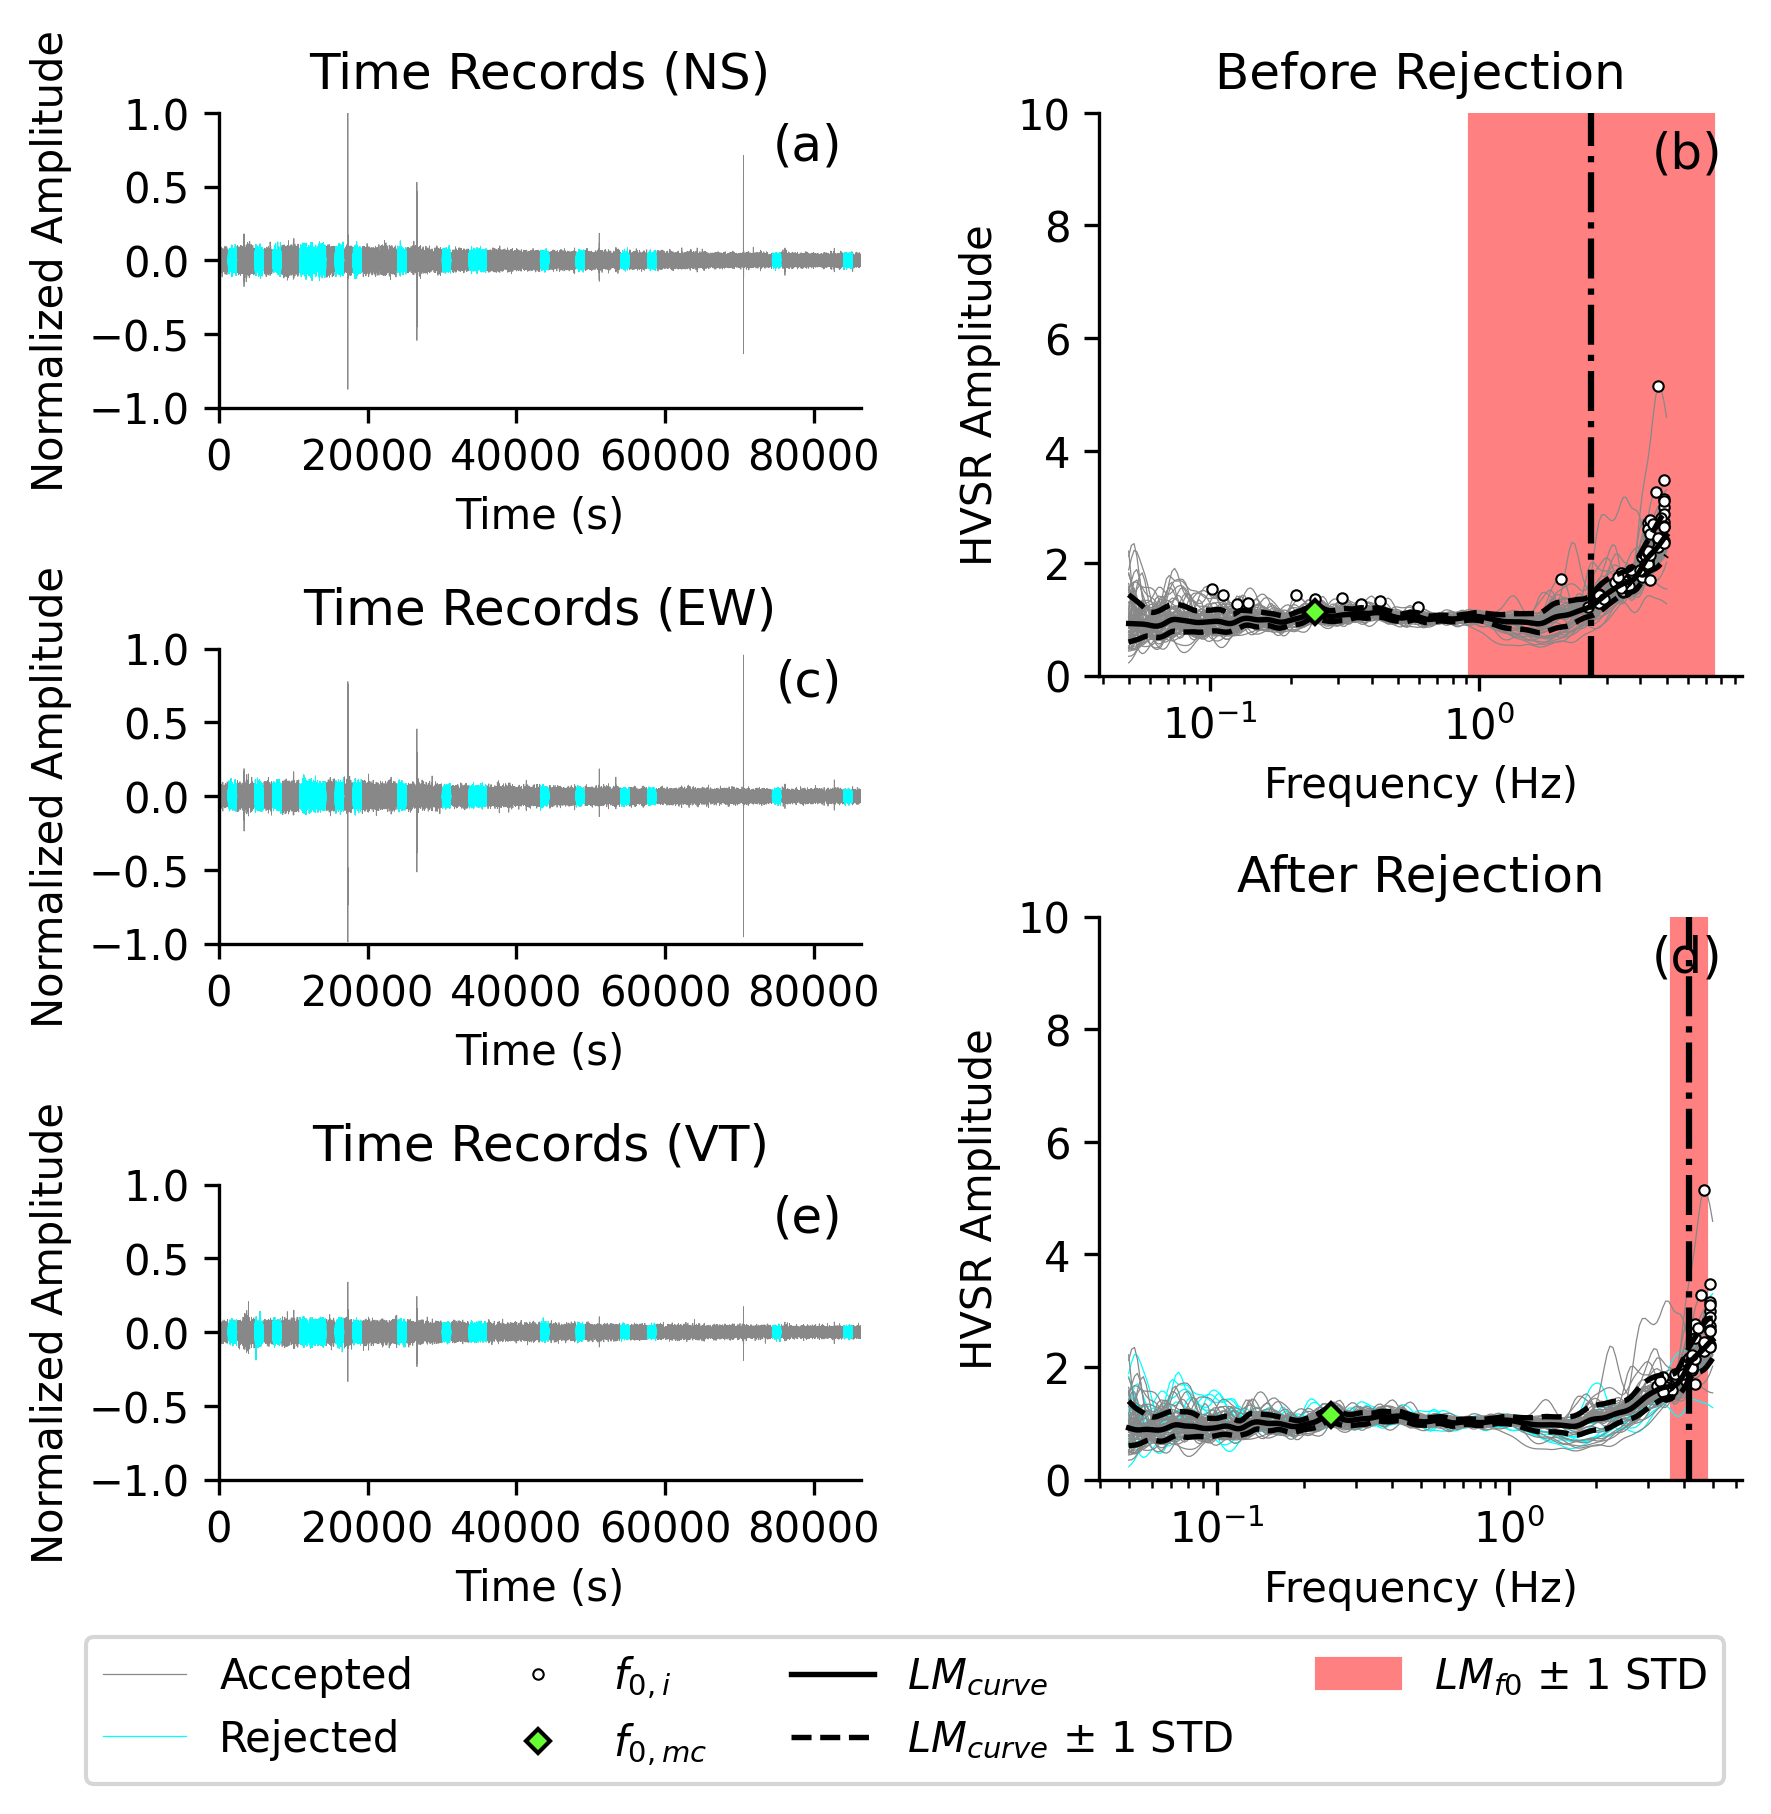 Time Records (NS)
Normalized Amplitude
1.0
0.5
0.0
−0.5
−1.0
(a)
0 20000 40000 60000 80000
Time (s)
Time Records (EW)
Normalized Amplitude
1.0
0.5
0.0
−0.5
−1.0
(c)
0 20000 40000 60000 80000
Time (s)
Time Records (VT)
Normalized Amplitude
1.0
0.5
0.0
−0.5
−1.0
(e)
0 20000 40000 60000 80000
Time (s)
Before Rejection
HVSR Amplitude
10
8
6
4
2
0
(b)
10⁻¹ 10⁰
Frequency (Hz)
After Rejection
HVSR Amplitude
10
8
6
4
2
0
(d)
10⁻¹ 10⁰
Frequency (Hz)
Accepted
Rejected
f0,i
f0,mc
LMcurve
LMcurve ± 1 STD
LMf0 ± 1 STD